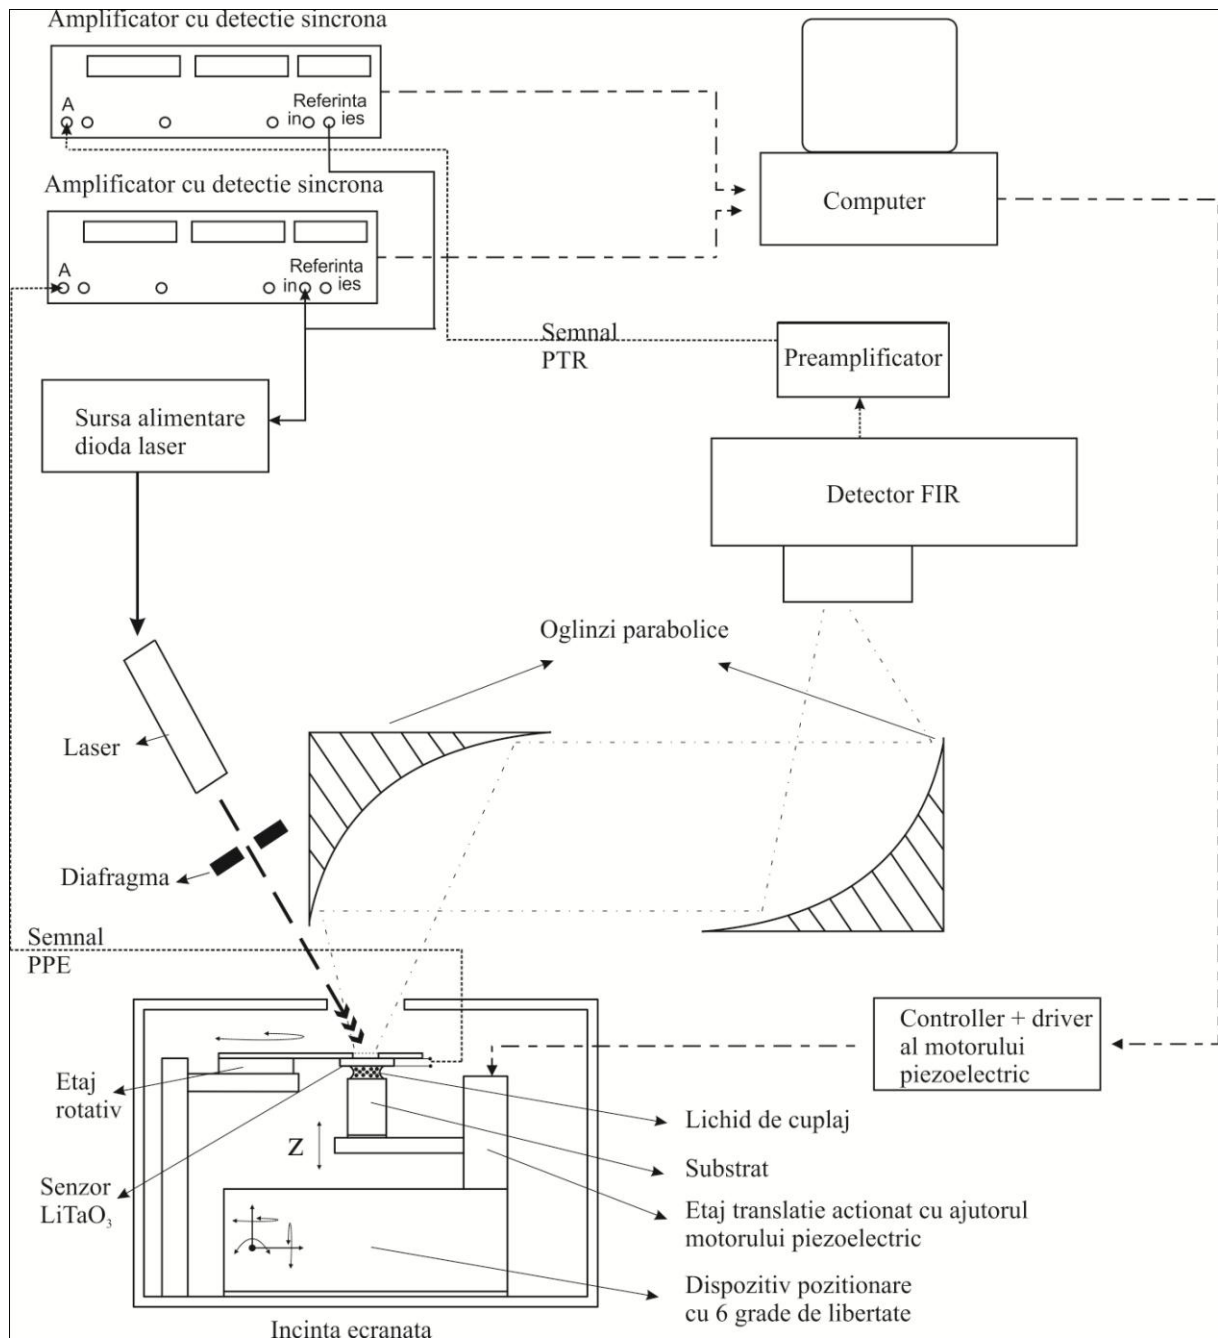 Amplificator cu detectie sincrona
A
Referinta
in
ies
Amplificator cu detectie sincrona
A
Referinta
in
ies
Computer
Semnal
PTR
Preamplificator
Sursa alimentare
dioda laser
Detector FIR
Oglinzi parabolice
Laser
Diafragma
Semnal
PPE
Controller + driver
al motorului
piezoelectric
Etaj
rotativ
Lichid de cuplaj
Z
Substrat
Senzor
LiTaO₃
Etaj translatie actionat cu ajutorul
motorului piezoelectric
Dispozitiv pozitionare
cu 6 grade de libertate
Incinta ecranata